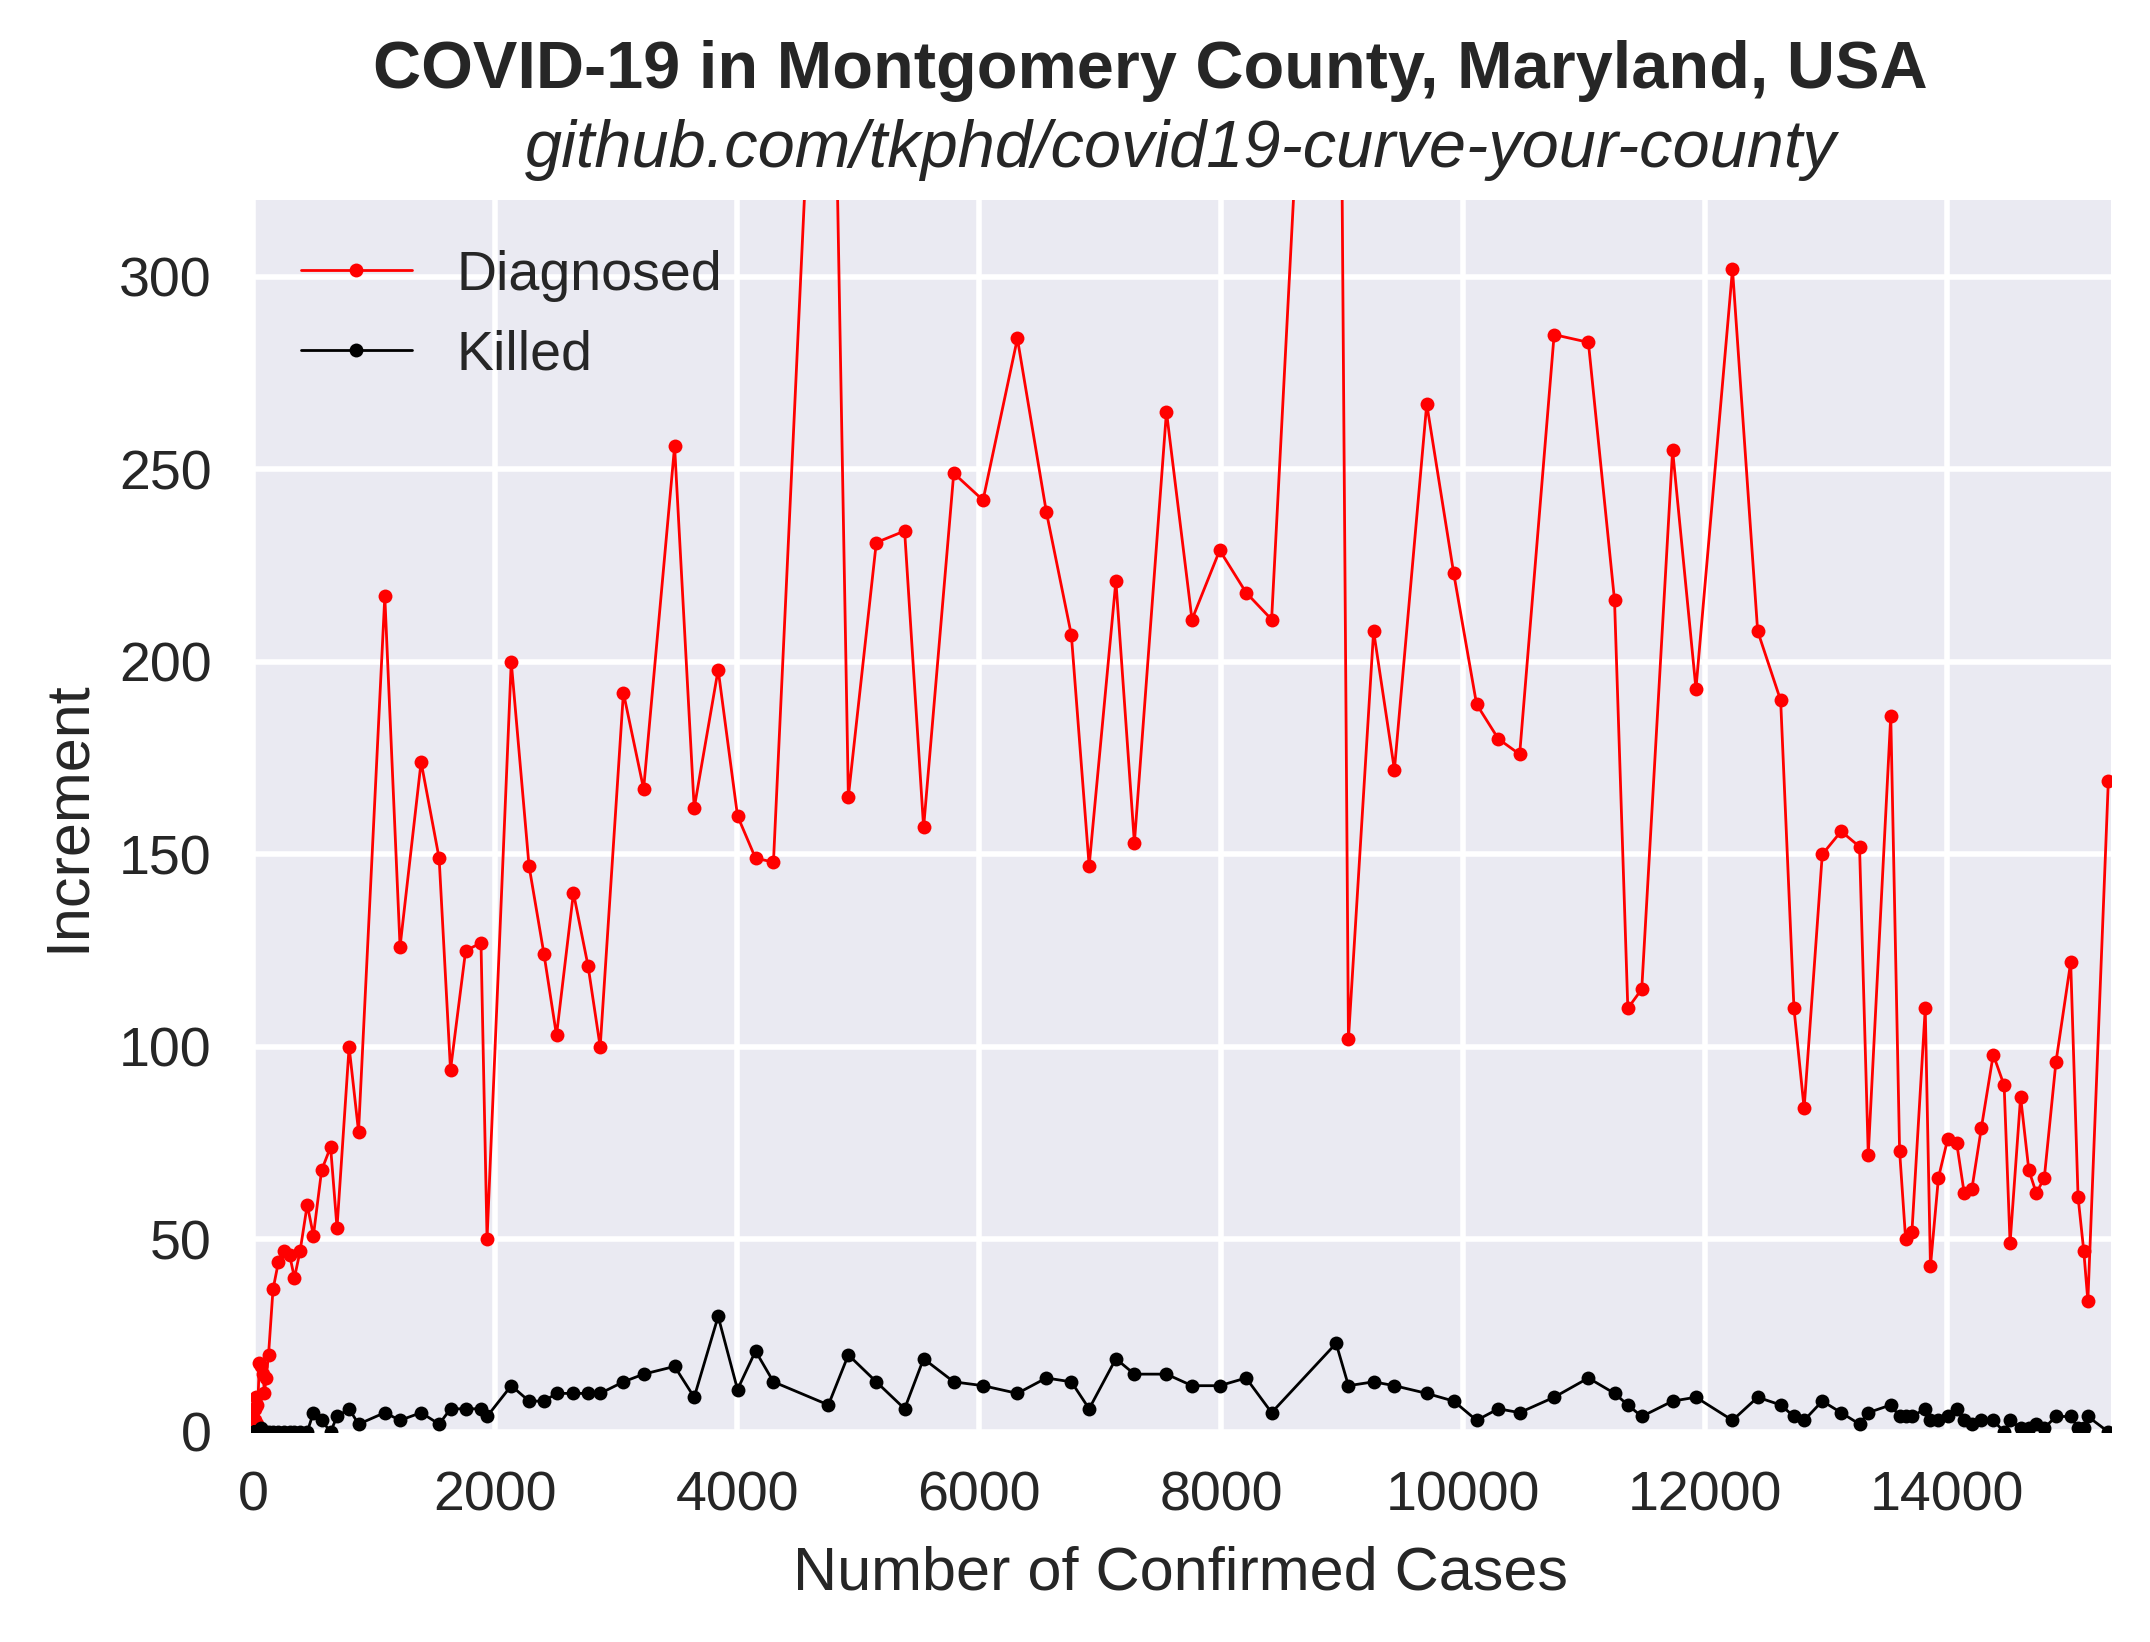 COVID-19 in Montgomery County, Maryland, USA
github.com/tkphd/covid19-curve-your-county
Diagnosed
Killed
300
250
200
150
100
50
0
Increment
0 2000 4000 6000 8000 10000 12000 14000
Number of Confirmed Cases